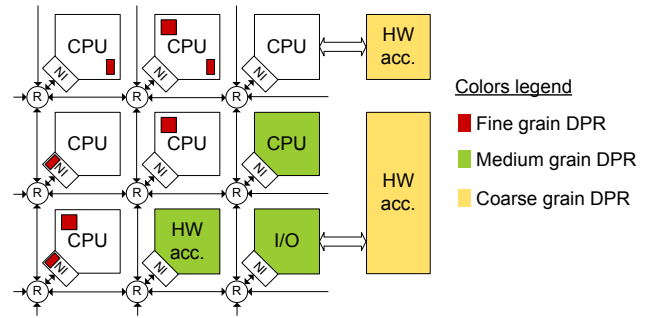 CPU
CPU
CPU
HW
acc.
NI
NI
NI
R
R
R
Colors legend
Fine grain DPR
Medium grain DPR
Coarse grain DPR
CPU
CPU
CPU
HW
acc.
NI
NI
NI
R
R
R
CPU
HW
acc.
I/O
NI
NI
NI
R
R
R